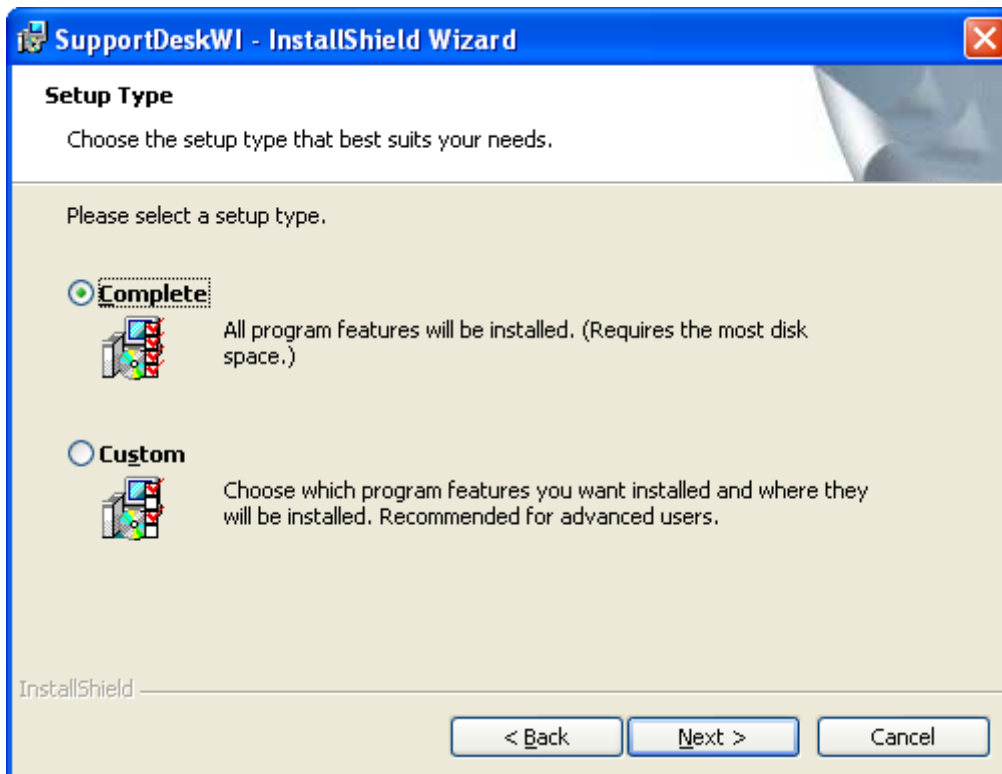 SupportDeskWI - InstallShield Wizard
Setup Type
Choose the setup type that best suits your needs.
Please select a setup type.
Complete
All program features will be installed. (Requires the most disk
space.)
Custom
Choose which program features you want installed and where they
will be installed. Recommended for advanced users.
InstallShield
< Back
Next >
Cancel